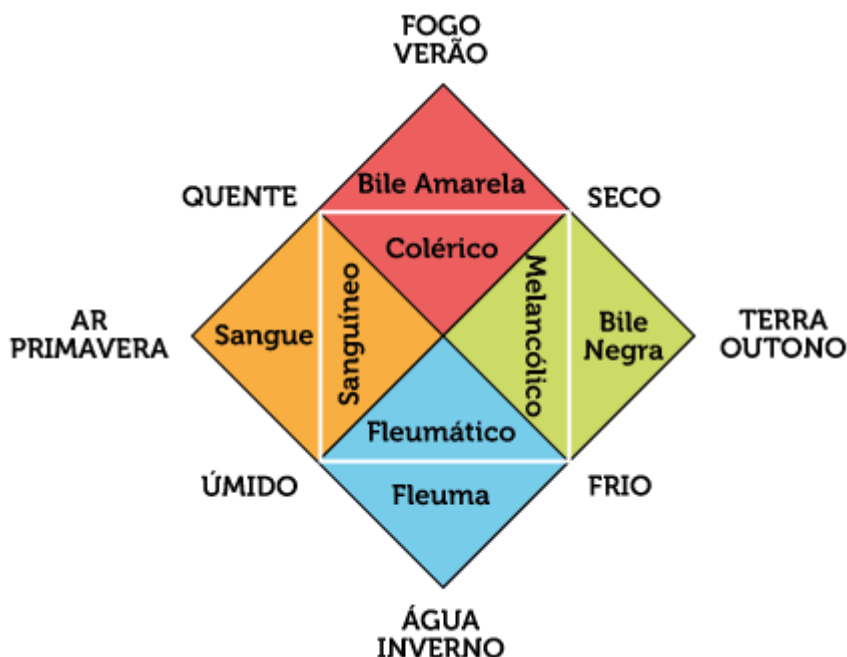 FOGO
VERÃO
Bile Amarela
QUENTE
SECO
Colérico
Sanguíneo
Melancólico
AR
PRIMAVERA
Sangue
Bile
Negra
TERRA
OUTONO
Fleumático
ÚMIDO
Fleuma
FRIO
ÁGUA
INVERNO